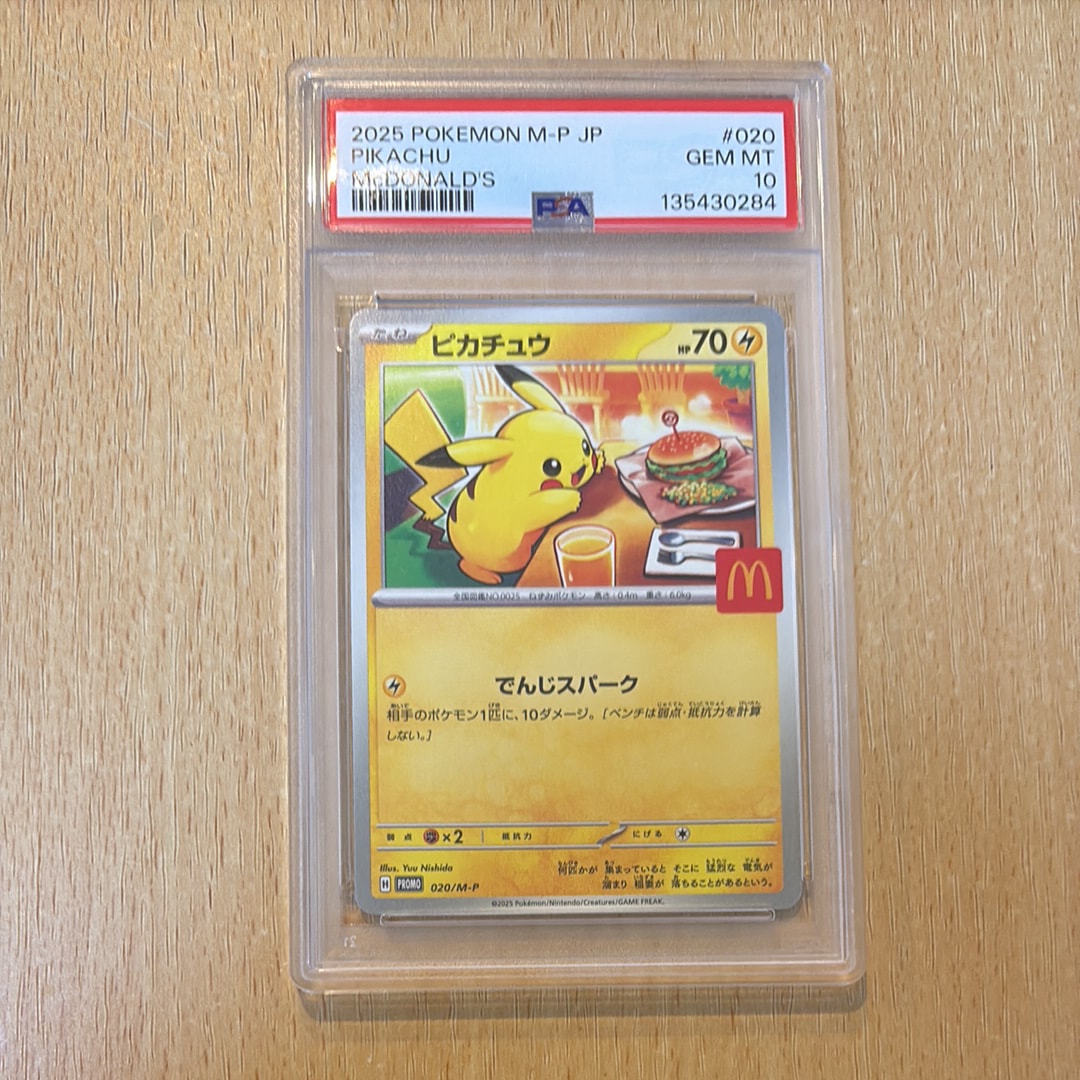 2025 POKEMON M-P JP #020
PIKACHU GEM MT
McDONALD'S 10
PSA 135430284
たね ピカチュウ HP70
全国図鑑NO.0025 ねずみポケモン 高さ:0.4m 重さ:6.0kg
M
でんじスパーク
相手のポケモン1匹に、10ダメージ。[ベンチは弱点・抵抗力を計算
しない。]
弱点 ×2 抵抗力 にげる
Illus. Yuu Nishida
何匹かが 集まっていると そこに 猛烈な 電気が
溜まり 稲妻が 落ちることがあるという。
H PROMO 020/M-P
©2025 Pokémon/Nintendo/Creatures/GAME FREAK.